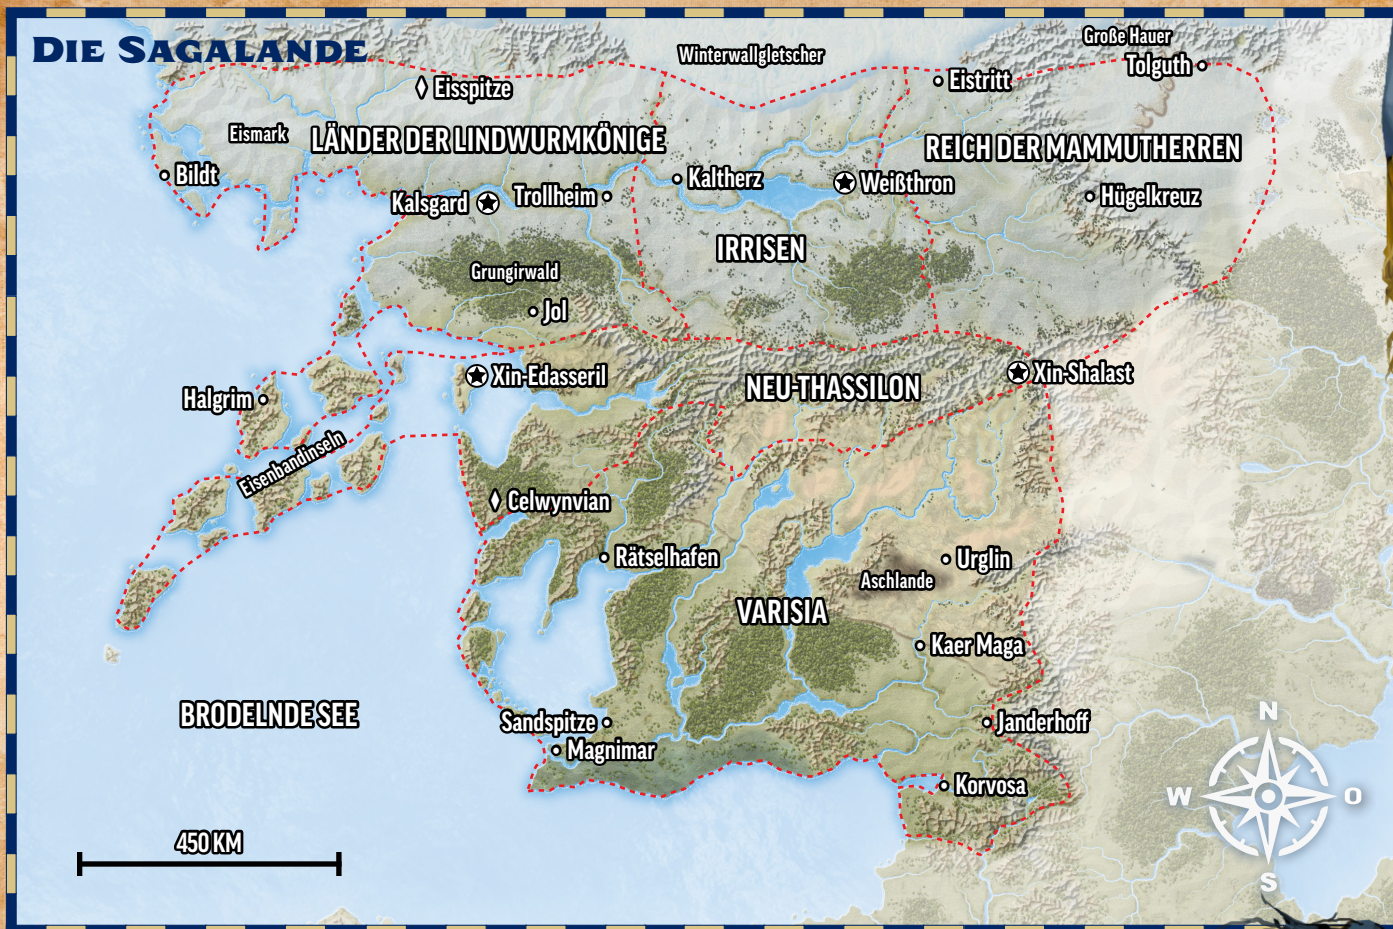 DIE SAGALANDE
Große Hauer
Winterwallgletscher
Tolguth
Eistritt
Eisspitze
Eismark
LÄNDER DER LINDWURMKÖNIGE
REICH DER MAMMUTHERREN
Bildt
Kaltherz
Weißthron
Kalsgard
Trollheim
Hügelkreuz
IRRISEN
Grungirwald
Jol
Xin-Edasseril
NEU-THASSILON
Xin-Shalast
Halgrim
Eisenbandinseln
Celwynvian
Rätselhafen
Urglin
Aschlande
VARISIA
Kaer Maga
BRODELNDE SEE
Sandspitze
Janderhoff
Magnimar
Korvosa
N
W
O
S
450 KM